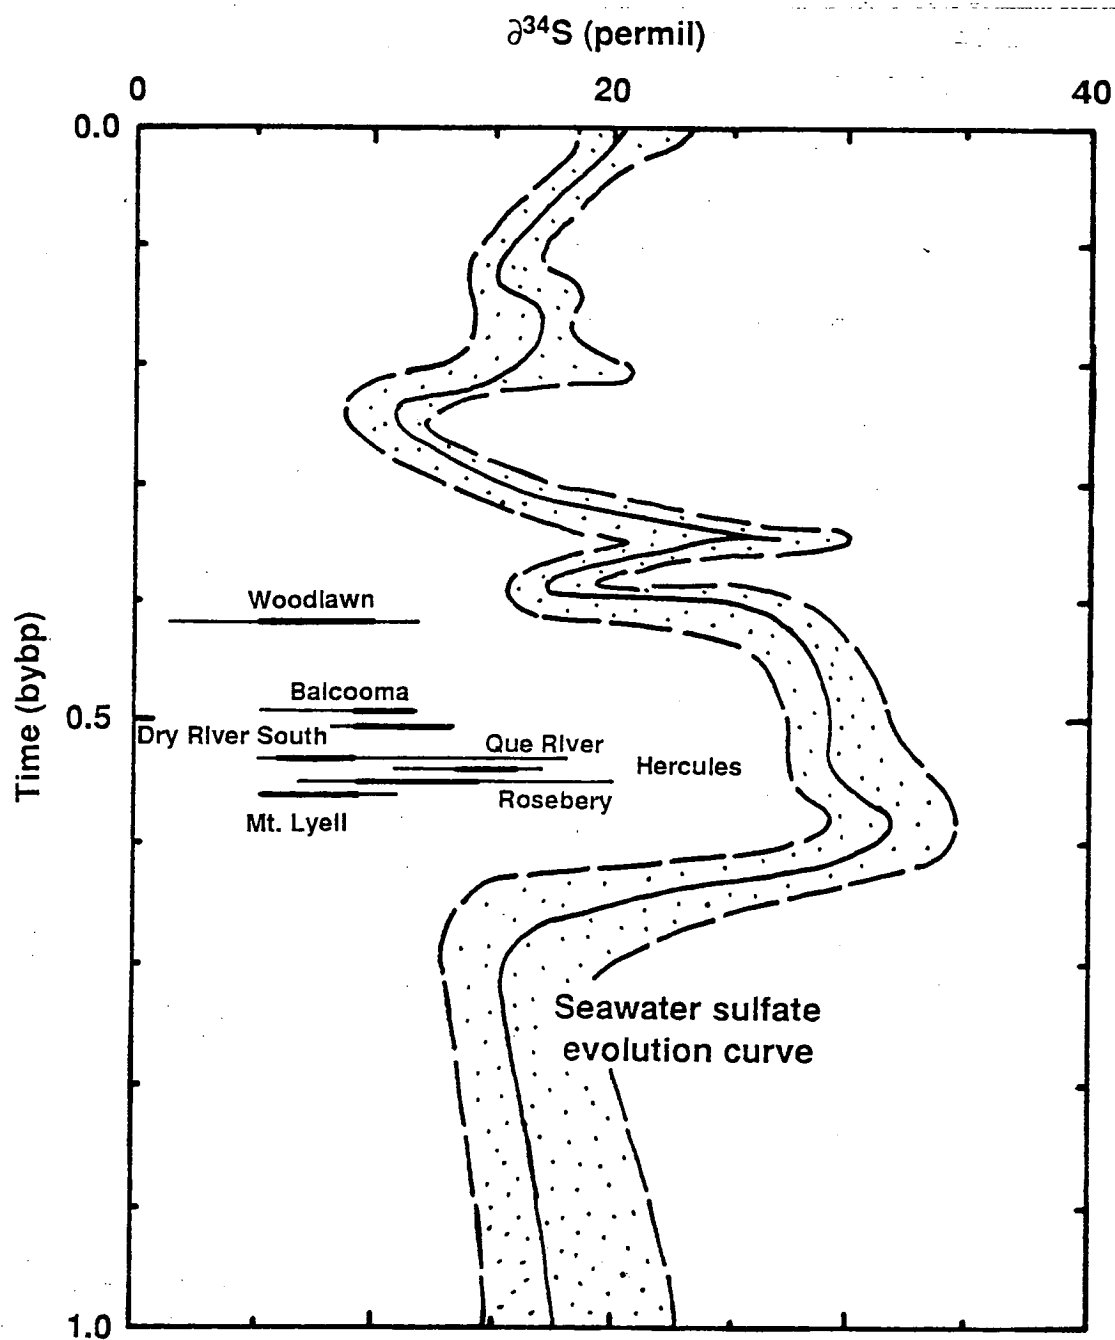 ∂34S (permil)
0 20 40
0.0
Woodlawn
Balcooma
0.5
Dry River South
Que River
Hercules
Rosebery
Mt. Lyell
Time (bybp)
Seawater sulfate
evolution curve
1.0